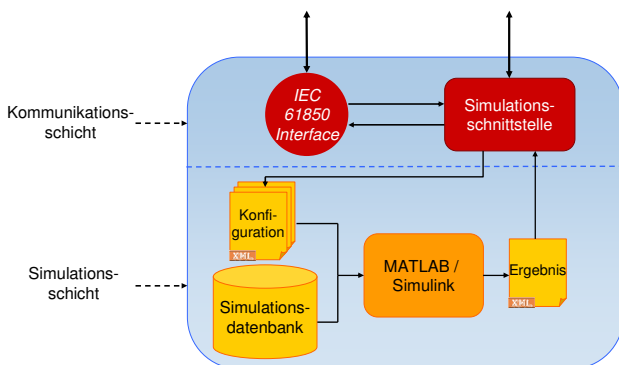 Kommunikations-
schicht
IEC
61850
Interface
Simulations-
schnittstelle
Simulations-
schicht
Konfi-
guration
XML
Simulations-
datenbank
MATLAB /
Simulink
Ergebnis
XML